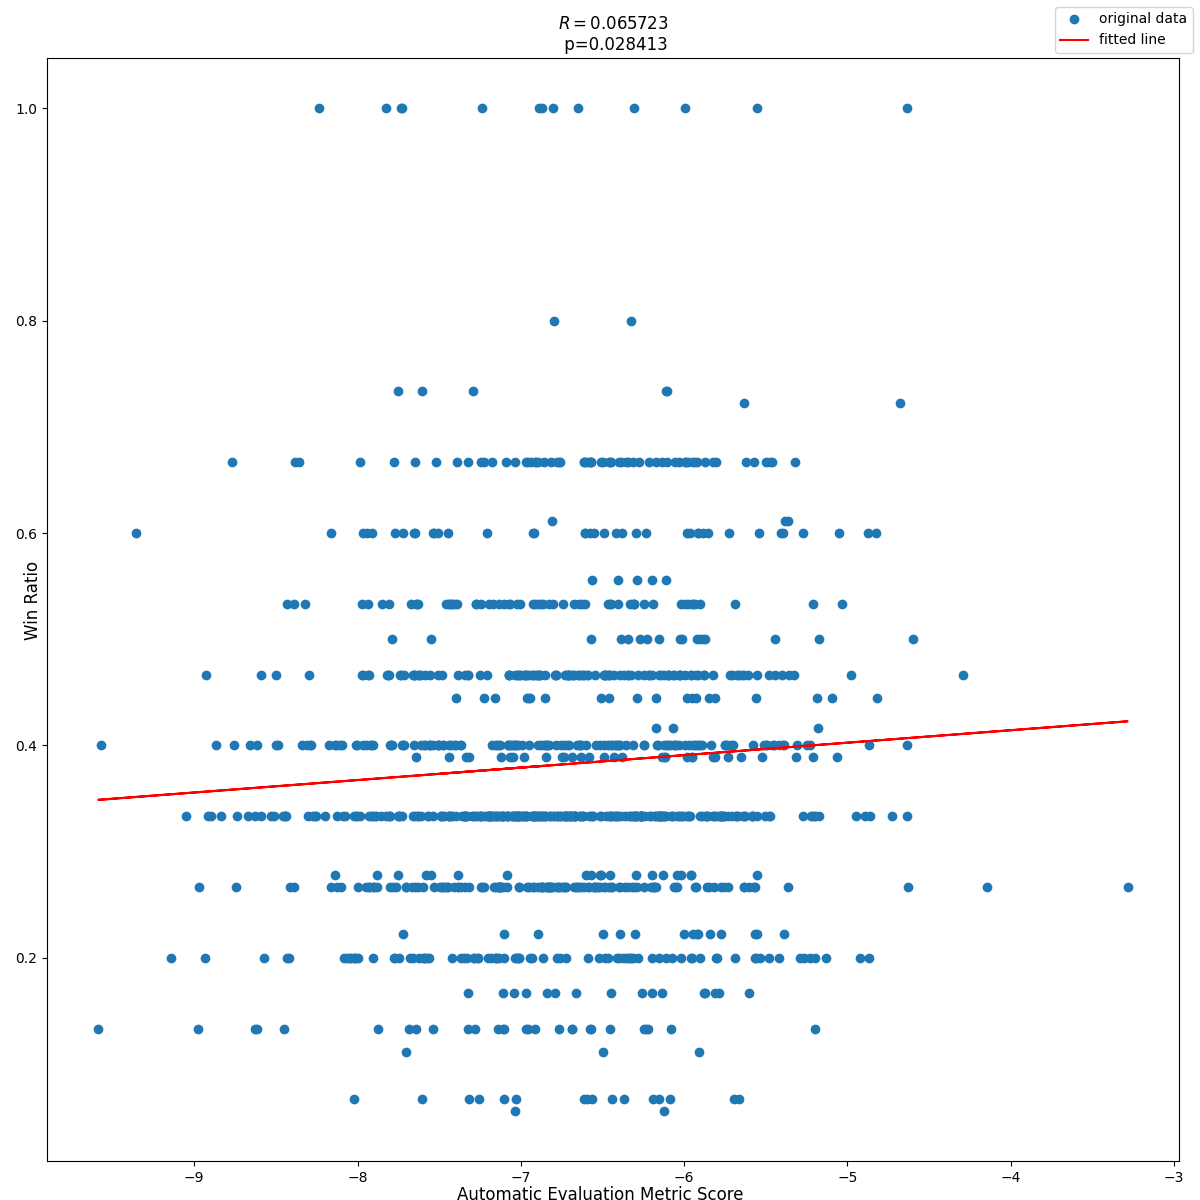 R = 0.065723
p=0.028413
original data
fitted line
1.0
0.8
0.6
0.4
0.2
Win Ratio
−9
−8
−7
−6
−5
−4
−3
Automatic Evaluation Metric Score